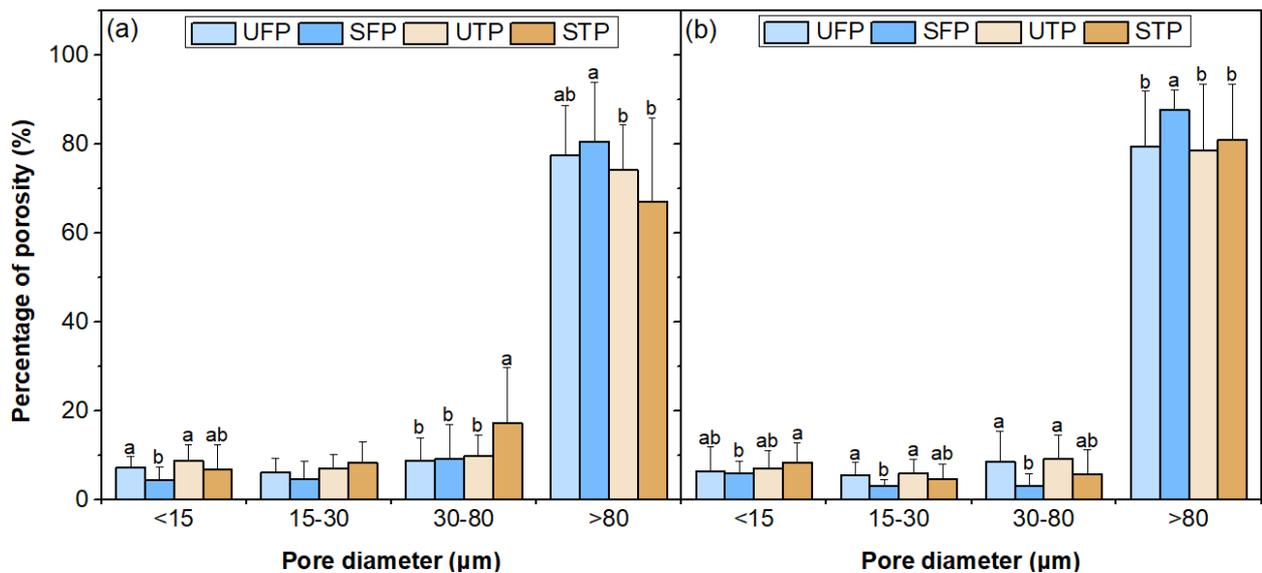 (a) UFP SFP UTP STP
(b) UFP SFP UTP STP
Percentage of porosity (%)
100
80
60
40
20
0
a b a ab
b b b a
ab a b b
ab b ab a
a b a ab
a b a ab
b a b b
<15 15-30 30-80 >80
<15 15-30 30-80 >80
Pore diameter (μm)
Pore diameter (μm)